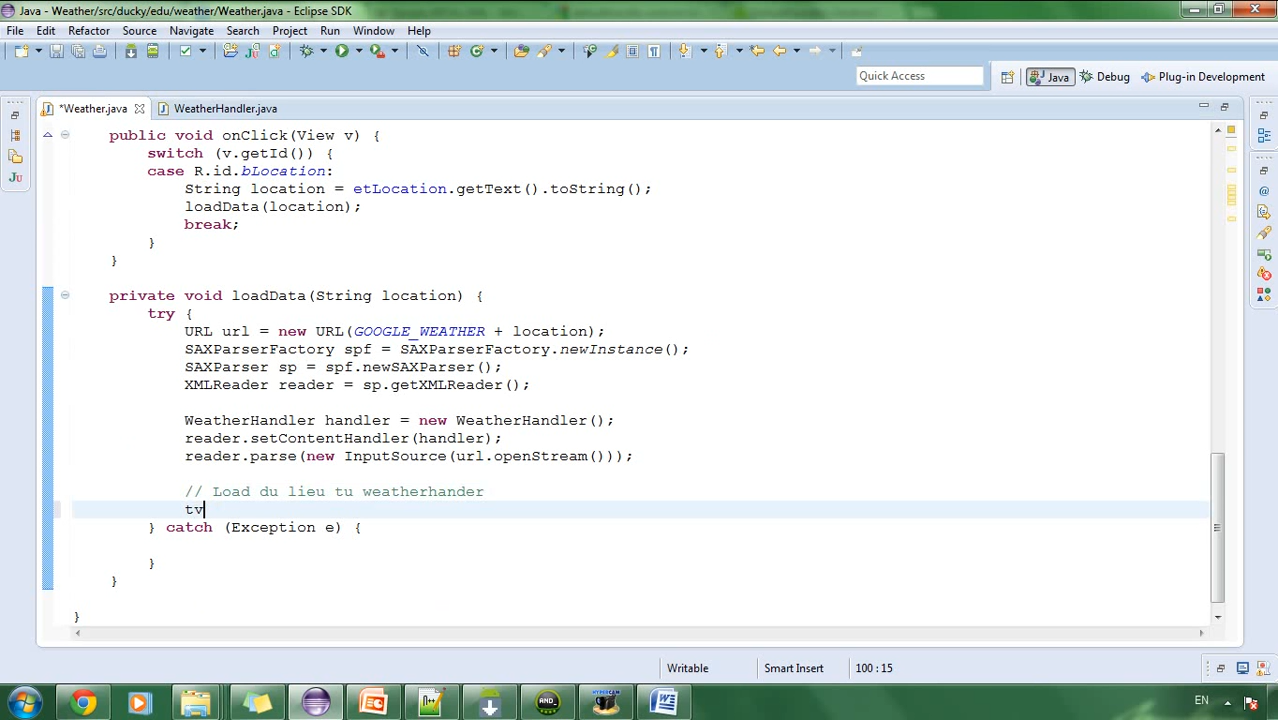 Java - Weather/src/ducky/edu/weather/Weather.java - Eclipse SDK
File Edit Refactor Source Navigate Search Project Run Window Help
Quick Access
Java Debug Plug-in Development
*Weather.java WeatherHandler.java
public void onClick(View v) {
switch (v.getId()) {
case R.id.bLocation:
String location = etLocation.getText().toString();
loadData(location);
break;
}
}
private void loadData(String location) {
try {
URL url = new URL(GOOGLE_WEATHER + location);
SAXParserFactory spf = SAXParserFactory.newInstance();
SAXParser sp = spf.newSAXParser();
XMLReader reader = sp.getXMLReader();
WeatherHandler handler = new WeatherHandler();
reader.setContentHandler(handler);
reader.parse(new InputSource(url.openStream()));
// Load du lieu tu weatherhander
tv
} catch (Exception e) {
}
}
}
Writable Smart Insert 100 : 15
EN